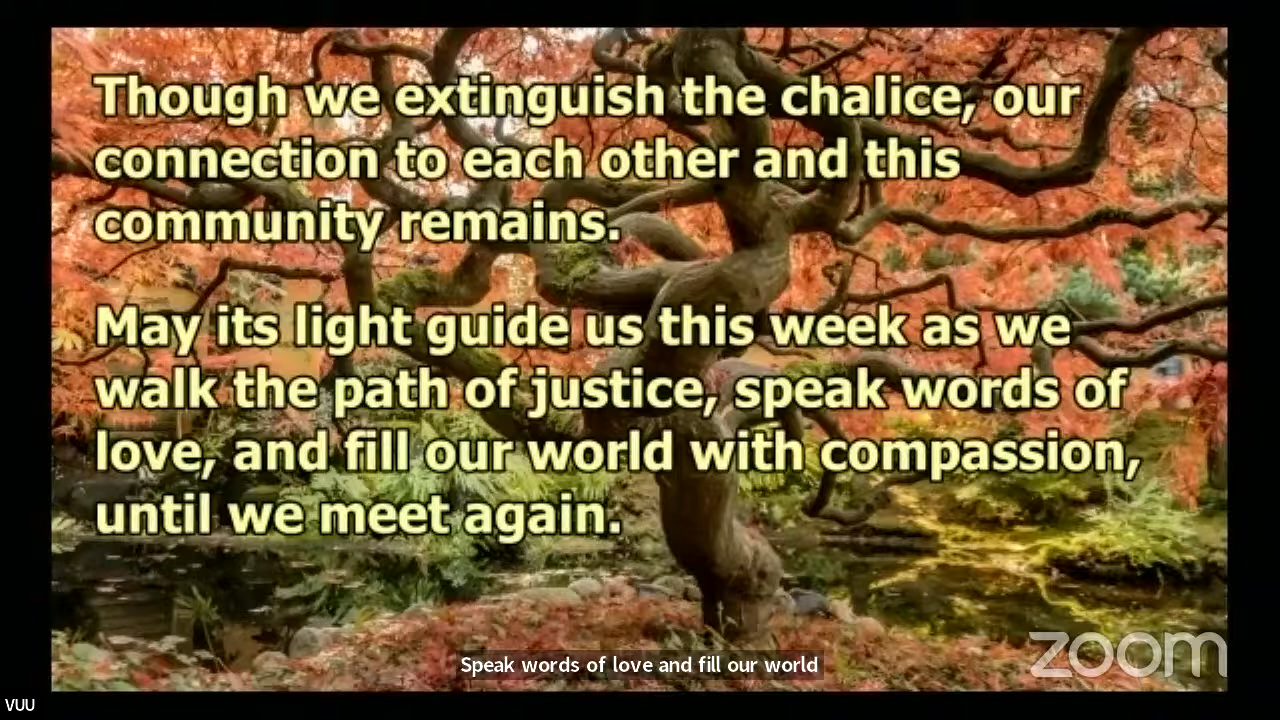 Though we extinguish the chalice, our
connection to each other and this
community remains.
May its light guide us this week as we
walk the path of justice, speak words of
love, and fill our world with compassion,
until we meet again.
Speak words of love and fill our world
zoom
VUU